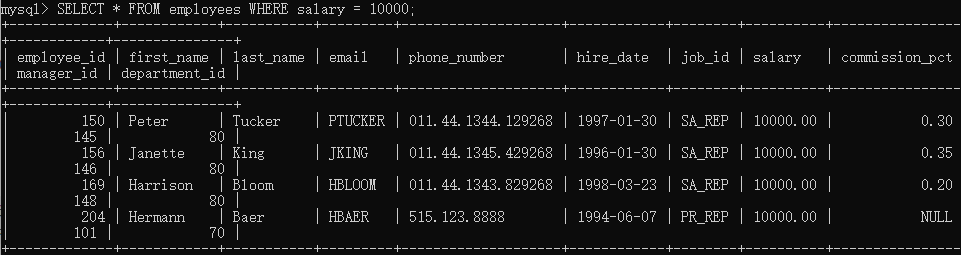 mysql> SELECT * FROM employees WHERE salary = 10000;
+-------------+------------+-----------+---------+--------------------+------------+--------+----------+----------------
+------------+---------------+
| employee_id | first_name | last_name | email | phone_number | hire_date | job_id | salary | commission_pct
| manager_id | department_id |
+-------------+------------+-----------+---------+--------------------+------------+--------+----------+----------------
+------------+---------------+
| 150 | Peter | Tucker | PTUCKER | 011.44.1344.129268 | 1997-01-30 | SA_REP | 10000.00 | 0.30
| 145 | 80 |
| 156 | Janette | King | JKING | 011.44.1345.429268 | 1996-01-30 | SA_REP | 10000.00 | 0.35
| 146 | 80 |
| 169 | Harrison | Bloom | HBLOOM | 011.44.1343.829268 | 1998-03-23 | SA_REP | 10000.00 | 0.20
| 148 | 80 |
| 204 | Hermann | Baer | HBAER | 515.123.8888 | 1994-06-07 | PR_REP | 10000.00 | NULL
| 101 | 70 |
+-------------+------------+-----------+---------+--------------------+------------+--------+----------+----------------